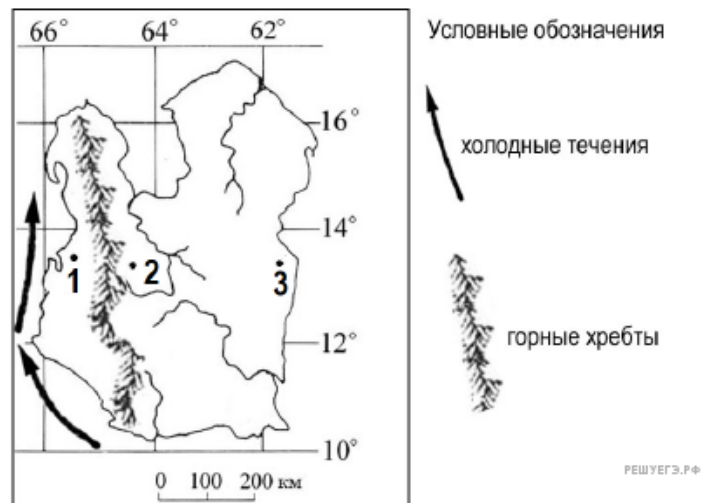 66° 64° 62°
Условные обозначения
16°
холодные течения
14°
1 2 3
горные хребты
12°
10°
0 100 200 км
РЕШУЕГЭ.РФ